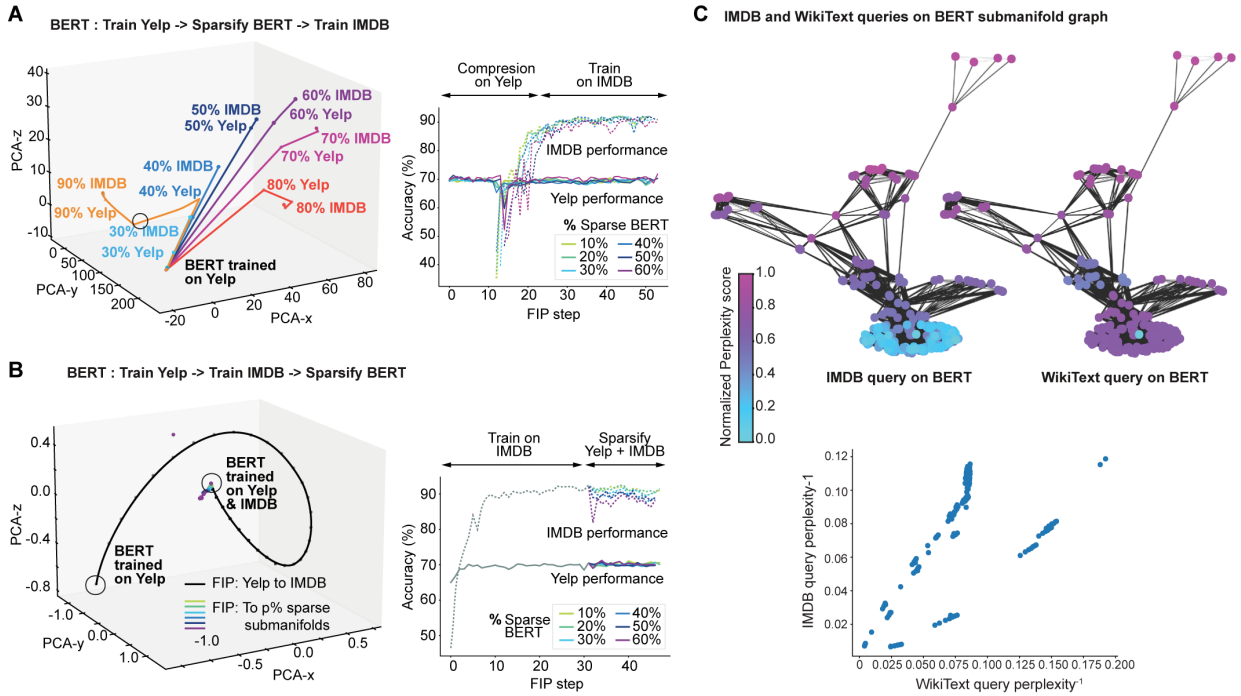 A
BERT : Train Yelp -> Sparsify BERT -> Train IMDB
40
30
20
10
0
-10
PCA-z
0
50
100
150
200
PCA-y
-20
0
20
40
60
80
PCA-x
90% IMDB
90% Yelp
30% IMDB
30% Yelp
40% IMDB
40% Yelp
50% IMDB
50% Yelp
60% IMDB
60% Yelp
70% IMDB
70% Yelp
80% Yelp
80% IMDB
BERT trained
on Yelp
Compresion
on Yelp
Train
on IMDB
90
80
70
60
50
40
Accuracy (%)
IMDB performance
Yelp performance
% Sparse BERT
10%
40%
20%
50%
30%
60%
0
10
20
30
40
50
FIP step
B
BERT : Train Yelp -> Train IMDB -> Sparsify BERT
0.4
0.0
-0.4
-0.8
PCA-z
-1.0
0.0
1.0
PCA-y
-1.0
-0.5
0.0
0.5
PCA-x
BERT
trained
on Yelp
& IMDB
BERT
trained
on Yelp
FIP: Yelp to IMDB
FIP: To p% sparse
submanifolds
Train on
IMDB
Sparsify
Yelp + IMDB
90
80
70
60
50
Accuracy (%)
IMDB performance
Yelp performance
% Sparse
BERT
10%
40%
20%
50%
30%
60%
0
10
20
30
40
FIP step
C
IMDB and WikiText queries on BERT submanifold graph
Normalized Perplexity score
1.0
0.8
0.6
0.4
0.2
0.0
IMDB query on BERT
WikiText query on BERT
0.12
0.10
0.08
0.06
0.04
0.02
IMDB query perplexity-1
0
0.025
0.050
0.075
0.100
0.125
0.150
0.175
0.200
WikiText query perplexity-1